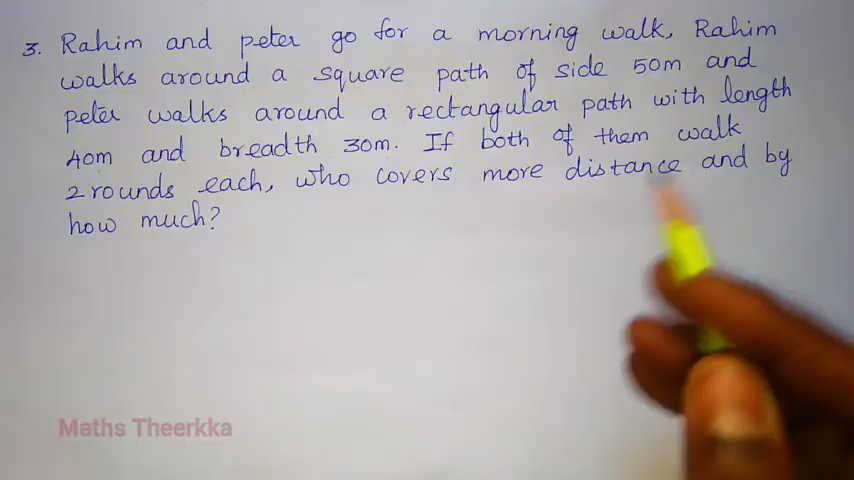 3. Rahim and peter go for a morning walk, Rahim
walks around a square path of side 50m and
peter walks around a rectangular path with length
40m and breadth 30m. If both of them walk
2 rounds each, who covers more distance and by
how much?
Maths Theerkka